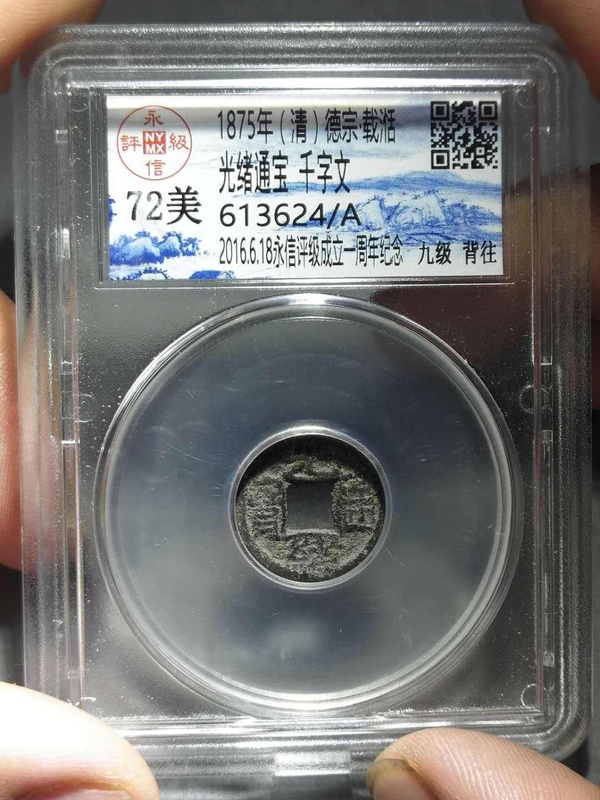 永
評 NY MX 級
信
72美
1875年（清）德宗·载湉
光绪通宝 千字文
613624/A
2016.6.18永信评级成立一周年纪念 九级 背往